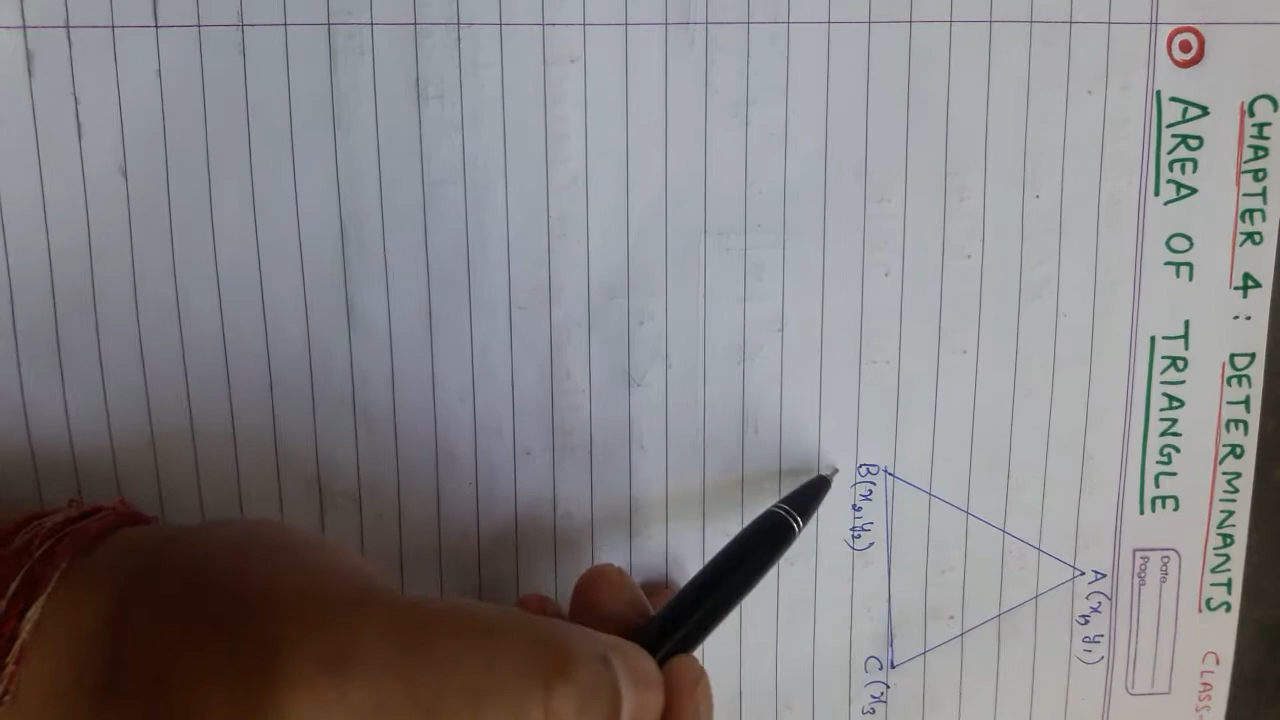 CHAPTER 4 : DETERMINANTS CLASS
AREA OF TRIANGLE
Date
Page
A(x1, y1)
B(x2, y2)
C(x3